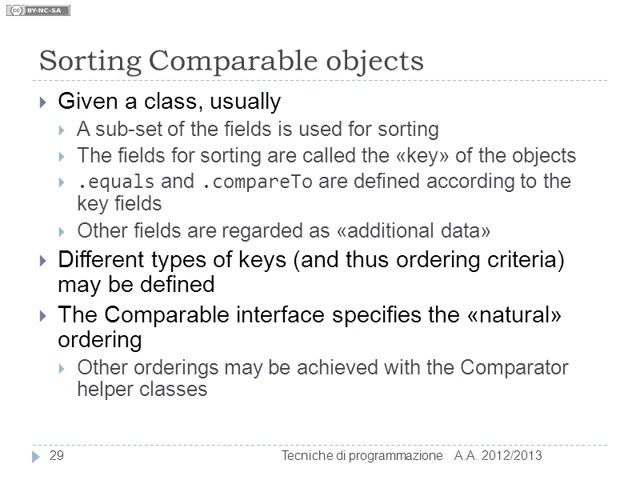 BY-NC-SA
Sorting Comparable objects
Given a class, usually
A sub-set of the fields is used for sorting
The fields for sorting are called the «key» of the objects
.equals and .compareTo are defined according to the
key fields
Other fields are regarded as «additional data»
Different types of keys (and thus ordering criteria)
may be defined
The Comparable interface specifies the «natural»
ordering
Other orderings may be achieved with the Comparator
helper classes
29 Tecniche di programmazione A.A. 2012/2013